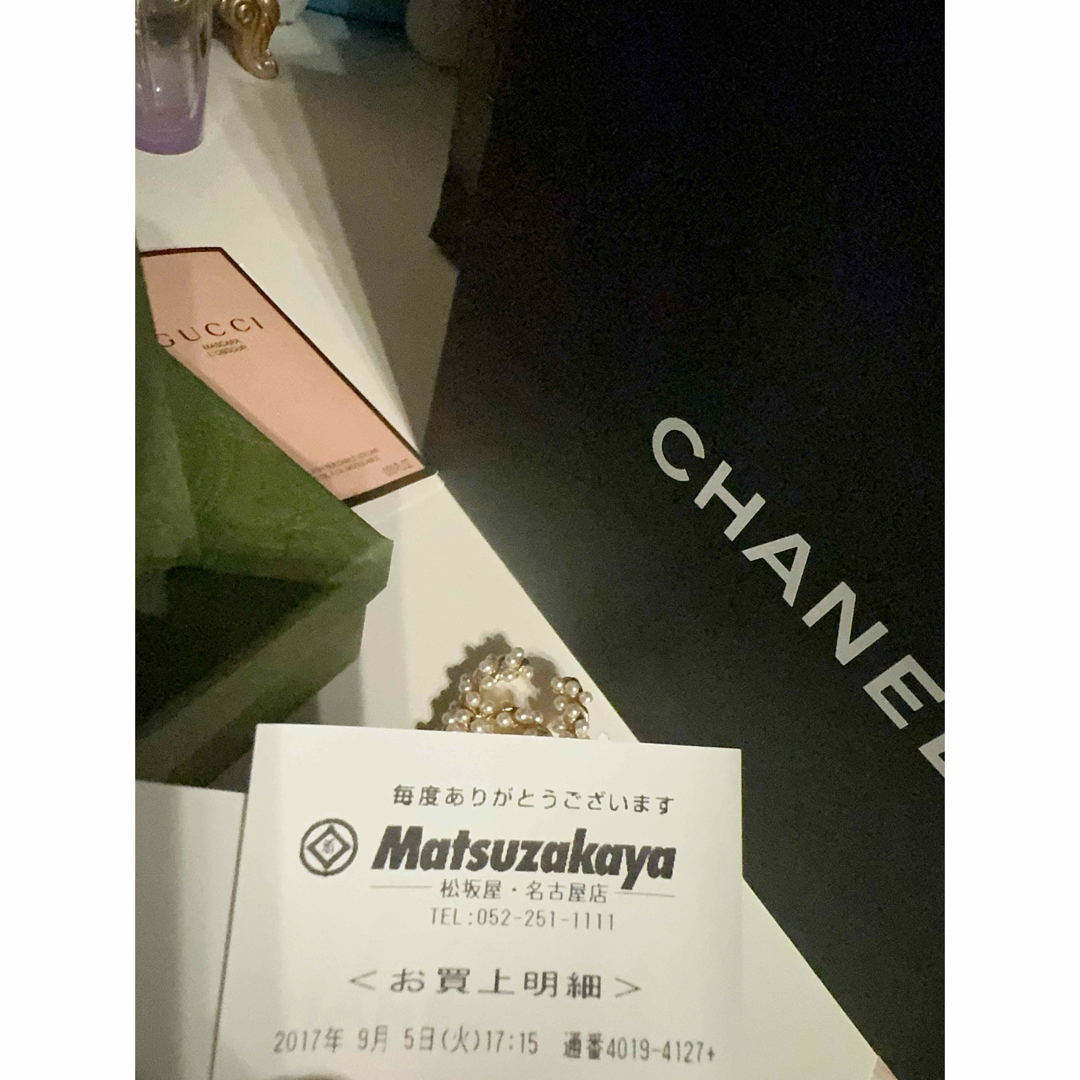 GUCCI
MASCARA
L'OBSCUR
CHANEL
毎度ありがとうございます
Matsuzakaya
松坂屋・名古屋店
TEL:052-251-1111
＜お買上明細＞
2017年 9月 5日(火)17:15 通番4019-4127+